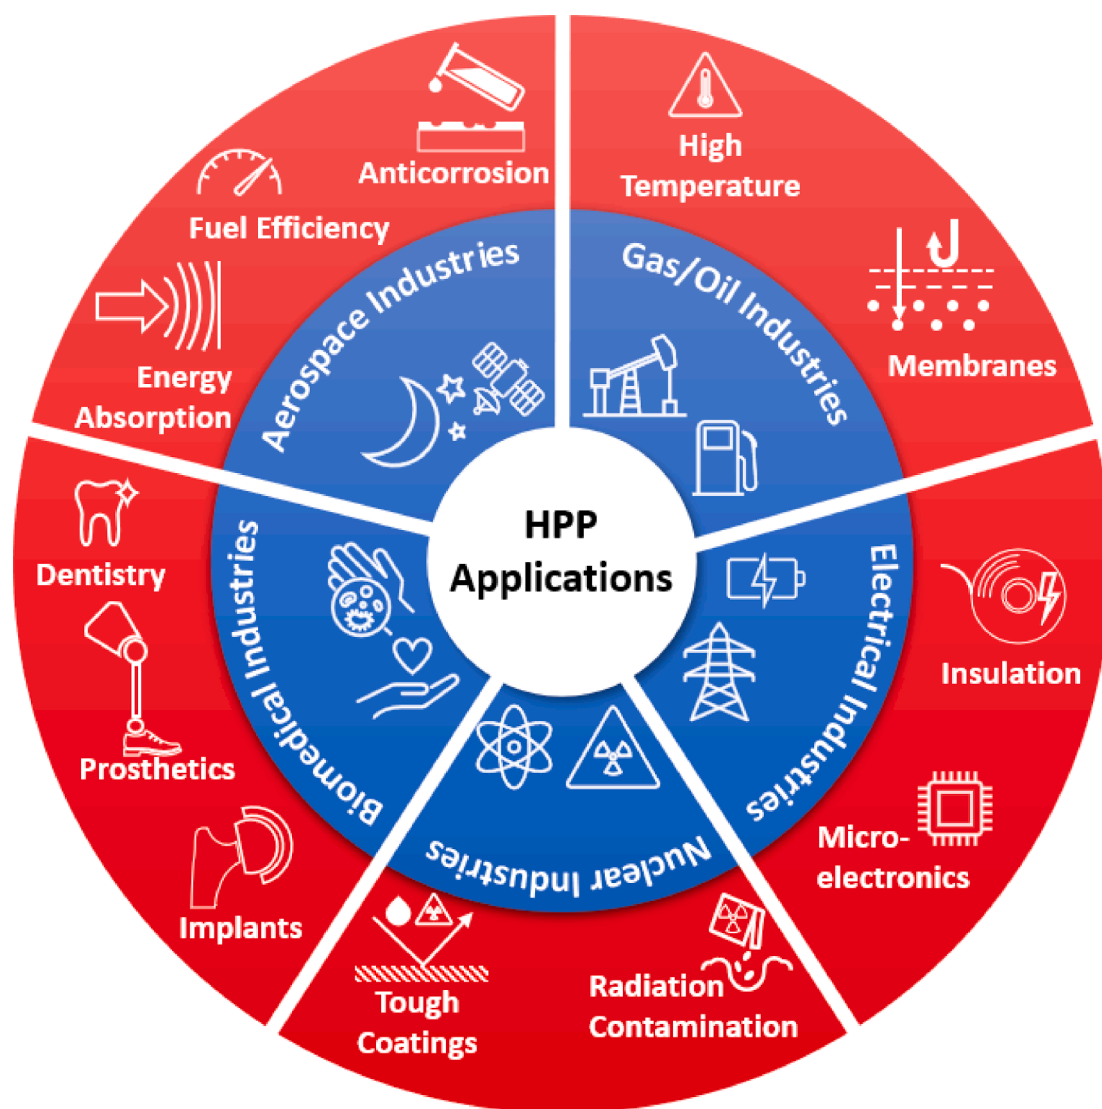 HPP
Applications
Aerospace Industries
Anticorrosion
Fuel Efficiency
Energy
Absorption
Gas/Oil Industries
High
Temperature
Membranes
Electrical Industries
Insulation
Micro-
electronics
Nuclear Industries
Radiation
Contamination
Tough
Coatings
Biomedical Industries
Dentistry
Prosthetics
Implants